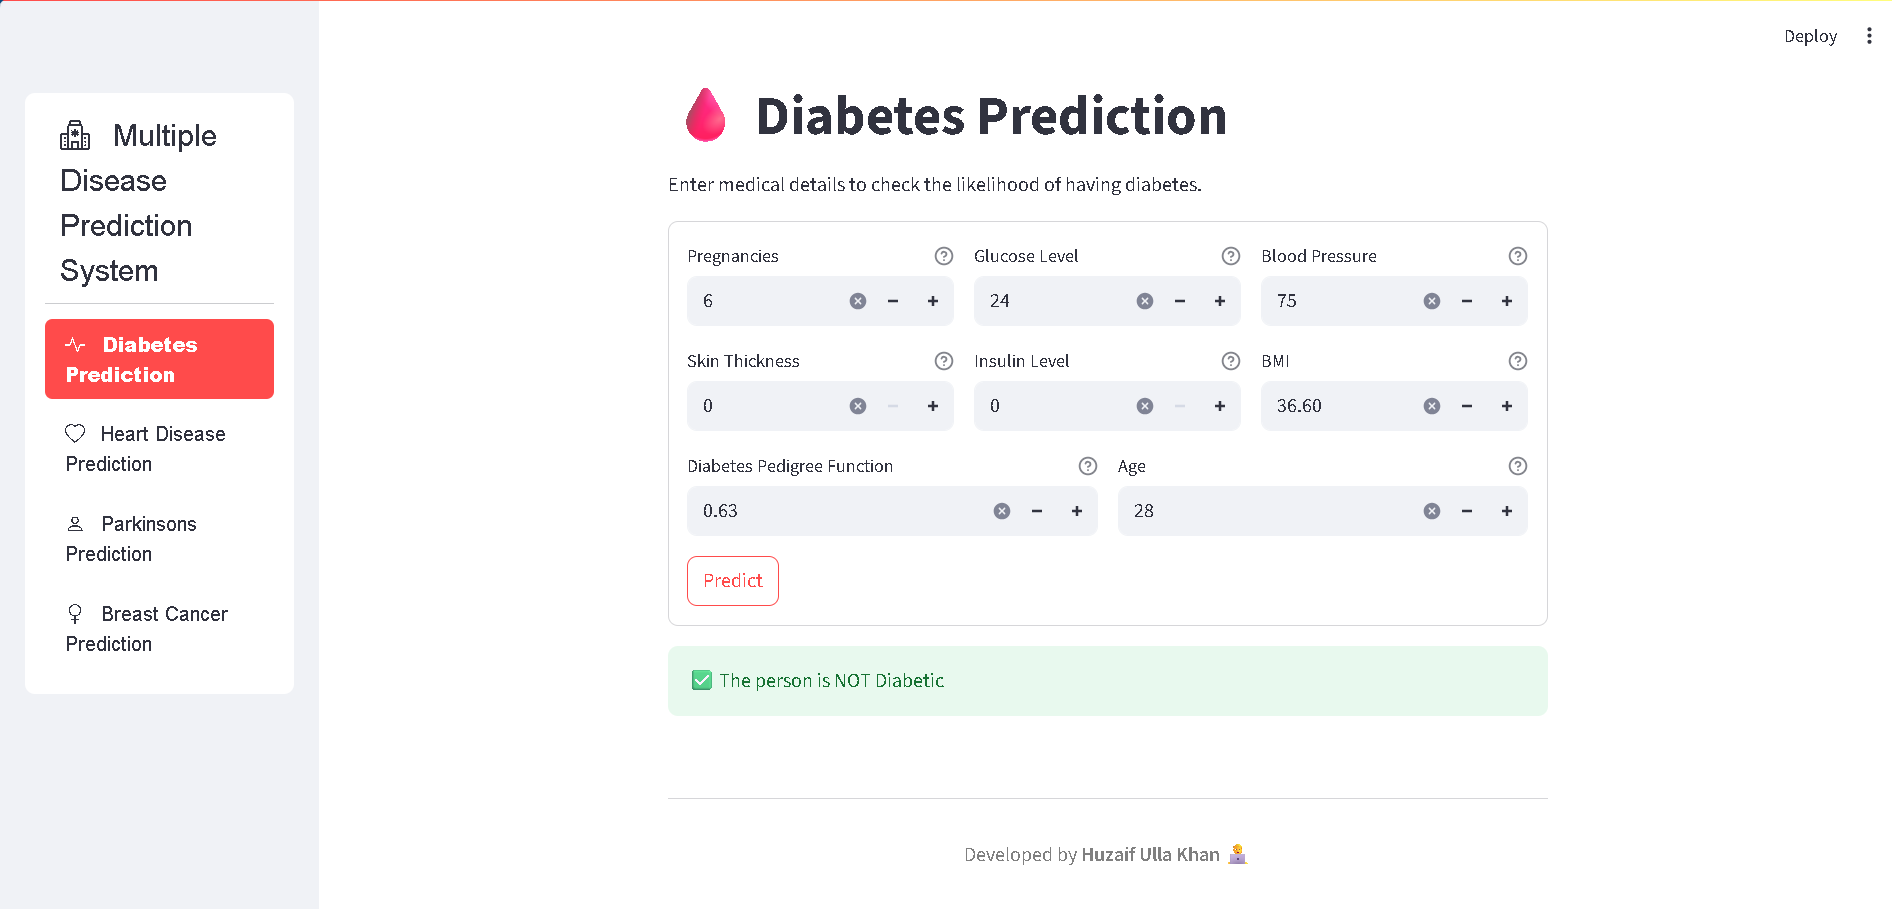 Deploy
Multiple
Disease
Prediction
System
Diabetes
Prediction
Heart Disease
Prediction
Parkinsons
Prediction
Breast Cancer
Prediction
Diabetes Prediction
Enter medical details to check the likelihood of having diabetes.
Pregnancies Glucose Level Blood Pressure
6 24 75
Skin Thickness Insulin Level BMI
0 0 36.60
Diabetes Pedigree Function Age
0.63 28
Predict
The person is NOT Diabetic
Developed by Huzaif Ulla Khan